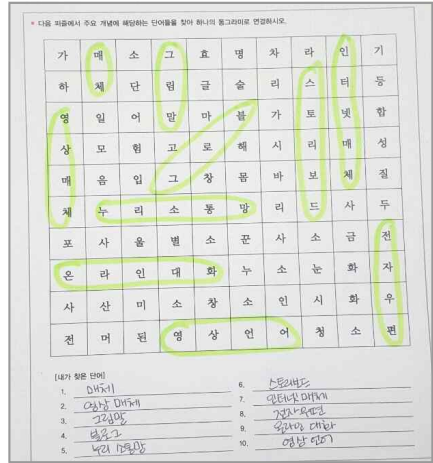 * 다음 퍼즐에서 주요 개념에 해당하는 단어들을 찾아 하나의 동그라미로 연결하시오.
가 매 소 그 효 명 차 라 인 기
하 체 단 림 글 술 리 스 터 등
영 일 어 말 마 블 가 토 넷 합
상 모 험 고 로 해 시 리 매 성
매 음 입 그 창 몸 바 보 체 질
체 누 리 소 통 망 리 드 사 두
포 사 울 별 소 꾼 사 소 금 전
온 라 인 대 화 누 소 눈 화 자
사 산 미 소 창 소 인 시 화 우
전 머 된 영 상 언 어 청 소 편
[내가 찾은 단어]
1. 매체
2. 영상 매체
3. 그림말
4. 블로그
5. 누리 소통망
6. 스토리보드
7. 인터넷 매체
8. 전자우편
9. 온라인 대화
10. 영상 언어